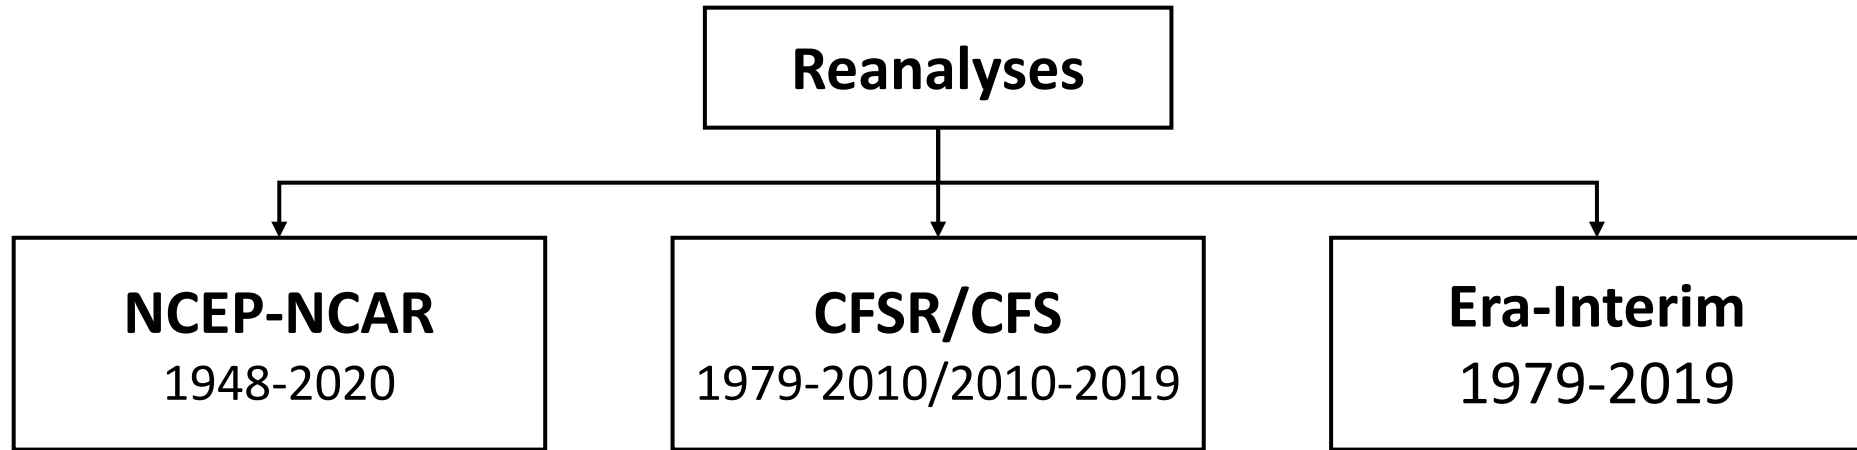 Reanalyses
NCEP-NCAR
1948-2020
CFSR/CFS
1979-2010/2010-2019
Era-Interim
1979-2019